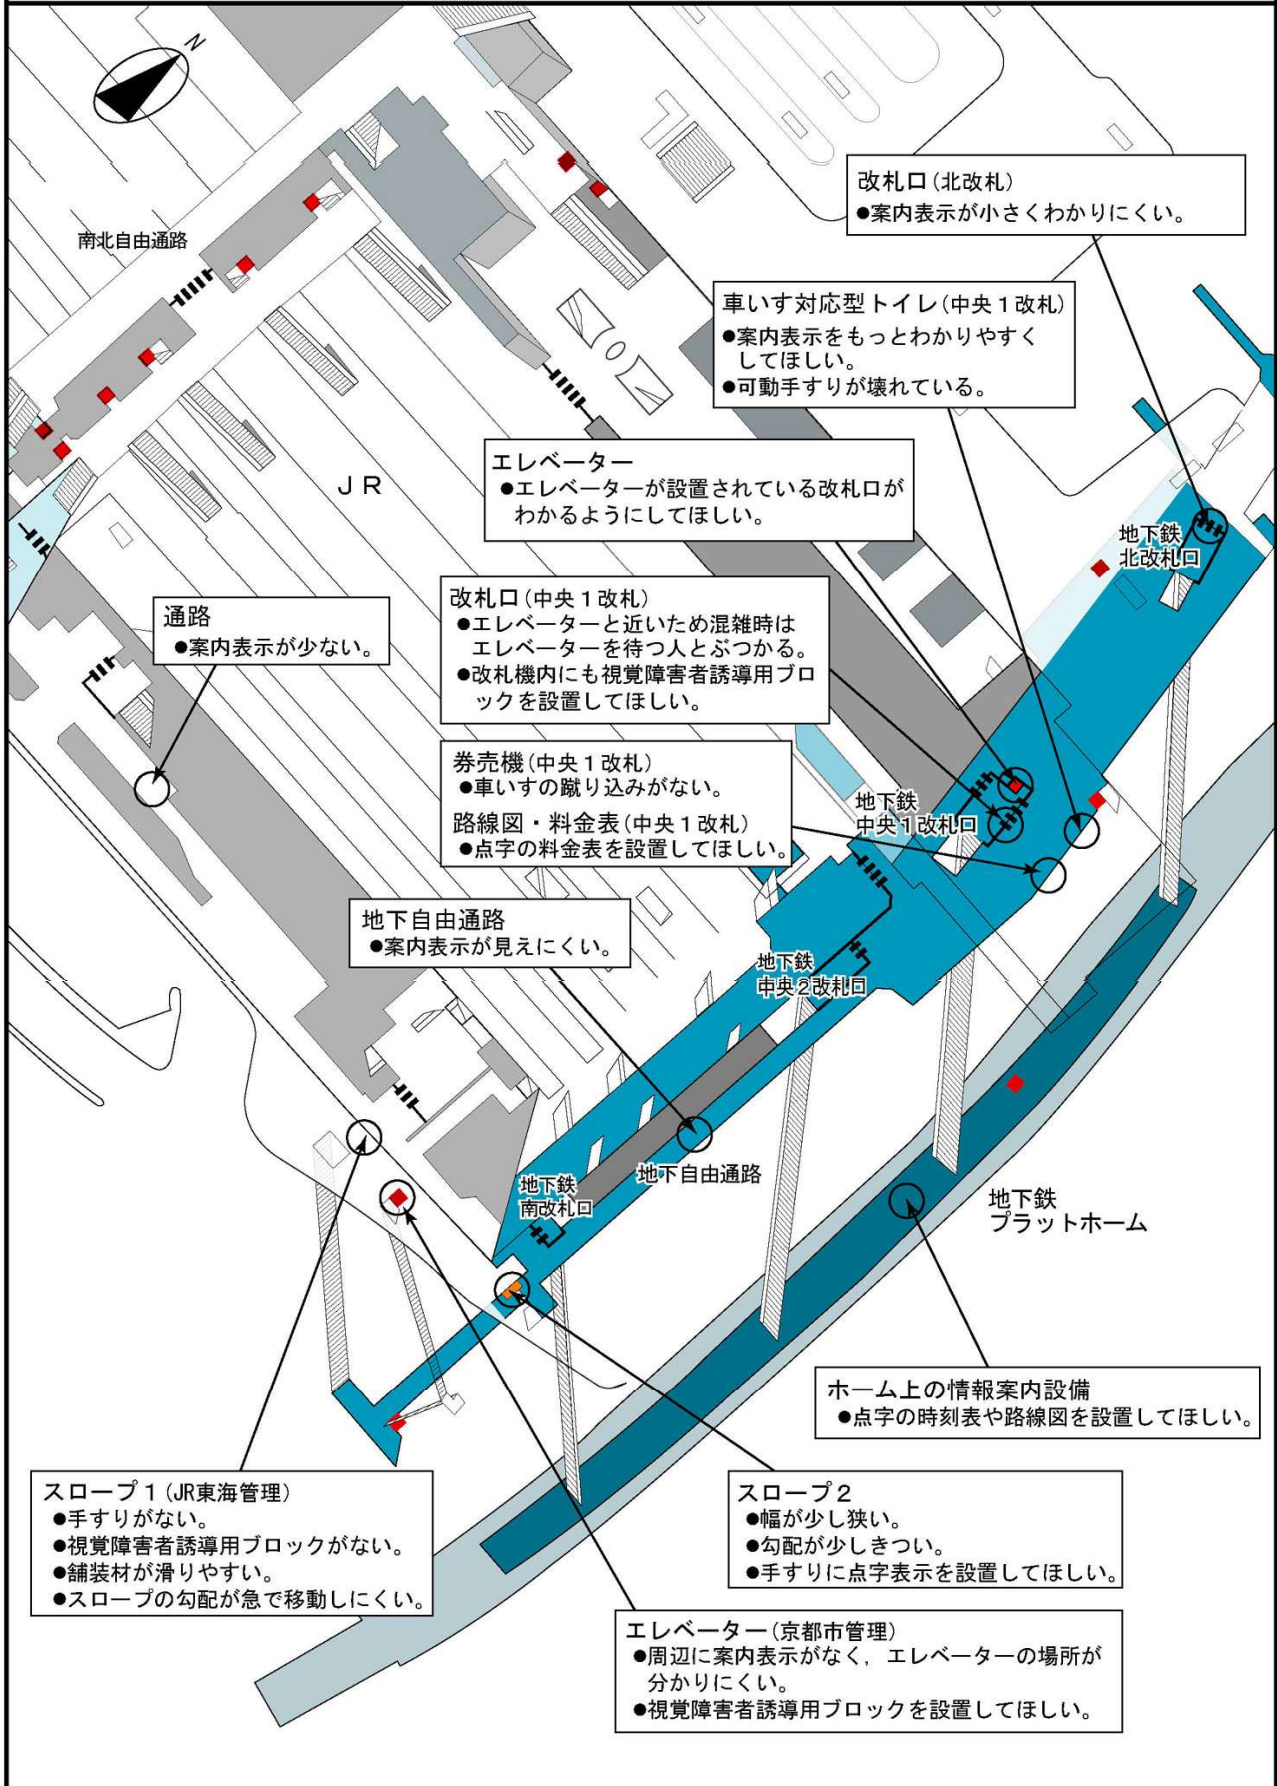 N
南北自由通路
改札口(北改札)
●案内表示が小さくわかりにくい。
車いす対応型トイレ(中央1改札)
●案内表示をもっとわかりやすく
してほしい。
●可動手すりが壊れている。
JR
エレベーター
●エレベーターが設置されている改札口が
わかるようにしてほしい。
地下鉄
北改札口
改札口(中央1改札)
●エレベーターと近いため混雑時は
エレベーターを待つ人とぶつかる。
●改札機内にも視覚障害者誘導用ブロ
ックを設置してほしい。
通路
●案内表示が少ない。
券売機(中央1改札)
●車いすの蹴り込みがない。
路線図・料金表(中央1改札)
●点字の料金表を設置してほしい。
地下鉄
中央1改札口
地下自由通路
●案内表示が見えにくい。
地下鉄
中央2改札口
地下自由通路
地下鉄
南改札口
地下鉄
プラットホーム
ホーム上の情報案内設備
●点字の時刻表や路線図を設置してほしい。
スロープ1(JR東海管理)
●手すりがない。
●視覚障害者誘導用ブロックがない。
●舗装材が滑りやすい。
●スロープの勾配が急で移動しにくい。
スロープ2
●幅が少し狭い。
●勾配が少しきつい。
●手すりに点字表示を設置してほしい。
エレベーター(京都市管理)
●周辺に案内表示がなく，エレベーターの場所が
分かりにくい。
●視覚障害者誘導用ブロックを設置してほしい。